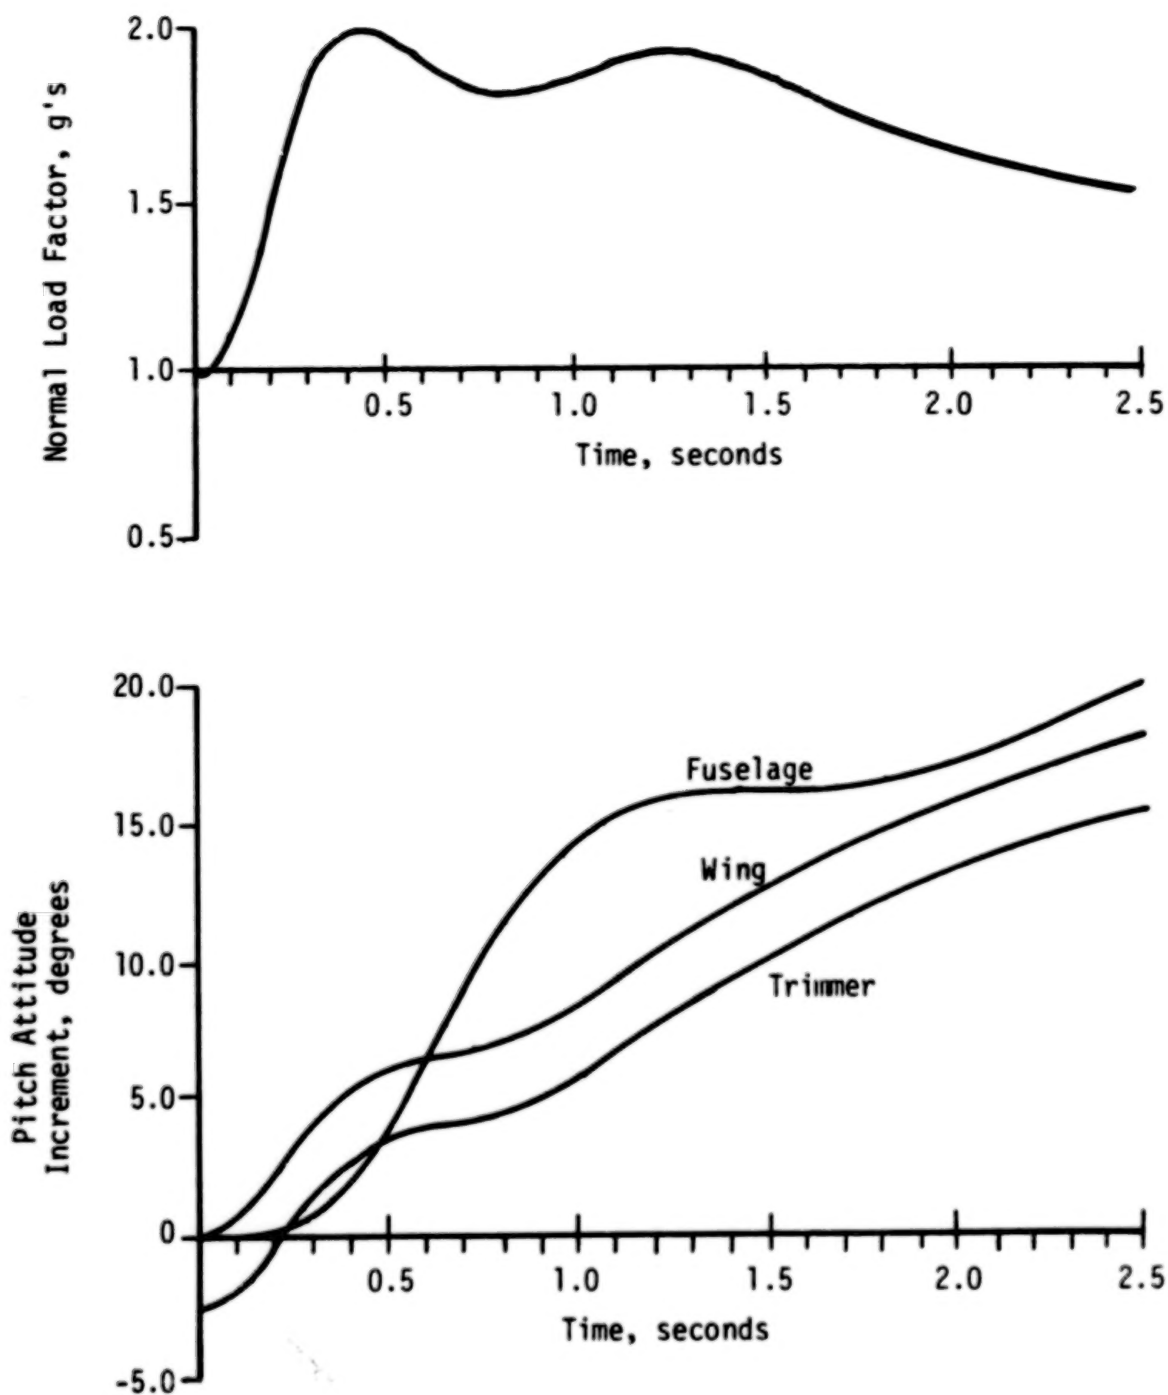 2.0
1.5
1.0
0.5
Normal Load Factor, g's
0.5
1.0
1.5
2.0
2.5
Time, seconds
20.0
15.0
10.0
5.0
0
-5.0
Pitch Attitude
Increment, degrees
Fuselage
Wing
Trimmer
0.5
1.0
1.5
2.0
2.5
Time, seconds